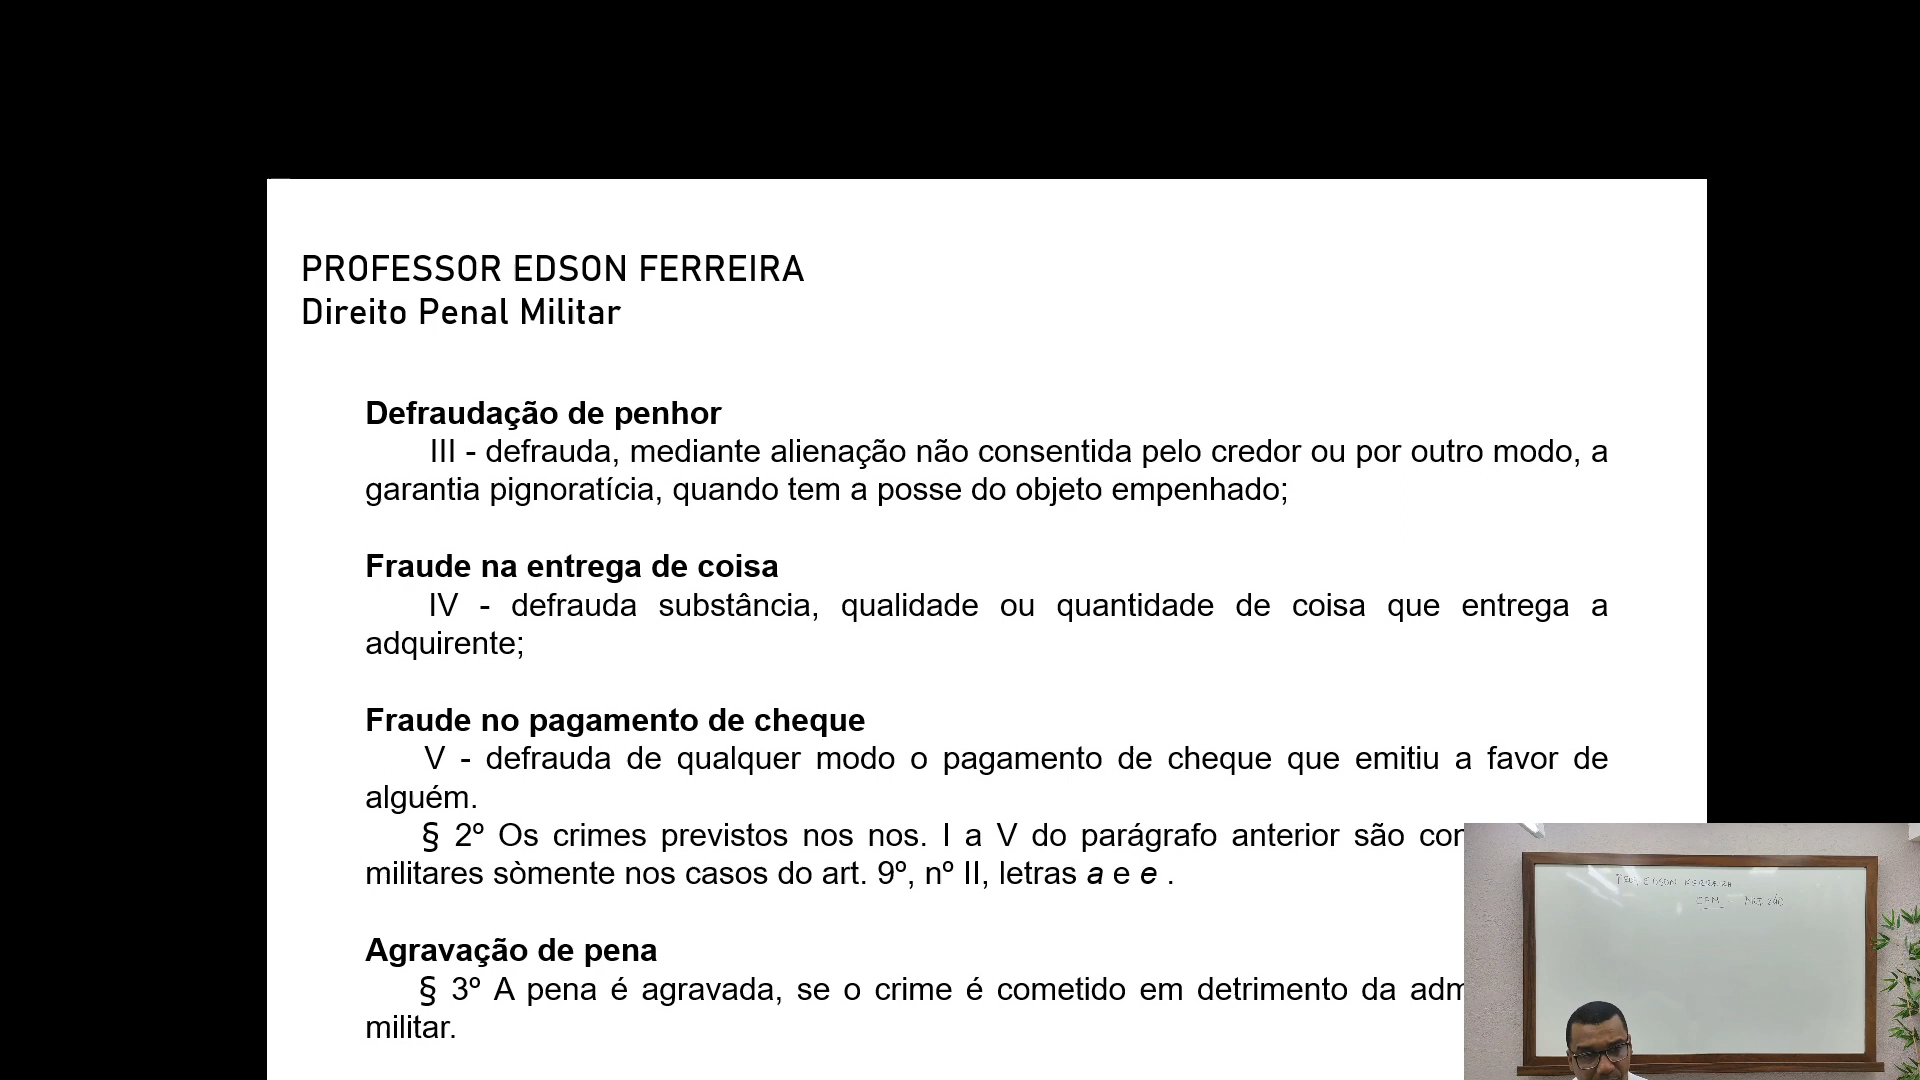 PROFESSOR EDSON FERREIRA
Direito Penal Militar
Defraudação de penhor
III - defrauda, mediante alienação não consentida pelo credor ou por outro modo, a
garantia pignoratícia, quando tem a posse do objeto empenhado;
Fraude na entrega de coisa
IV - defrauda substância, qualidade ou quantidade de coisa que entrega a
adquirente;
Fraude no pagamento de cheque
V - defrauda de qualquer modo o pagamento de cheque que emitiu a favor de
alguém.
§ 2º Os crimes previstos nos nos. I a V do parágrafo anterior são con
militares sòmente nos casos do art. 9º, nº II, letras a e e .
Agravação de pena
§ 3º A pena é agravada, se o crime é cometido em detrimento da adm
militar.
EDSON FERREIRA